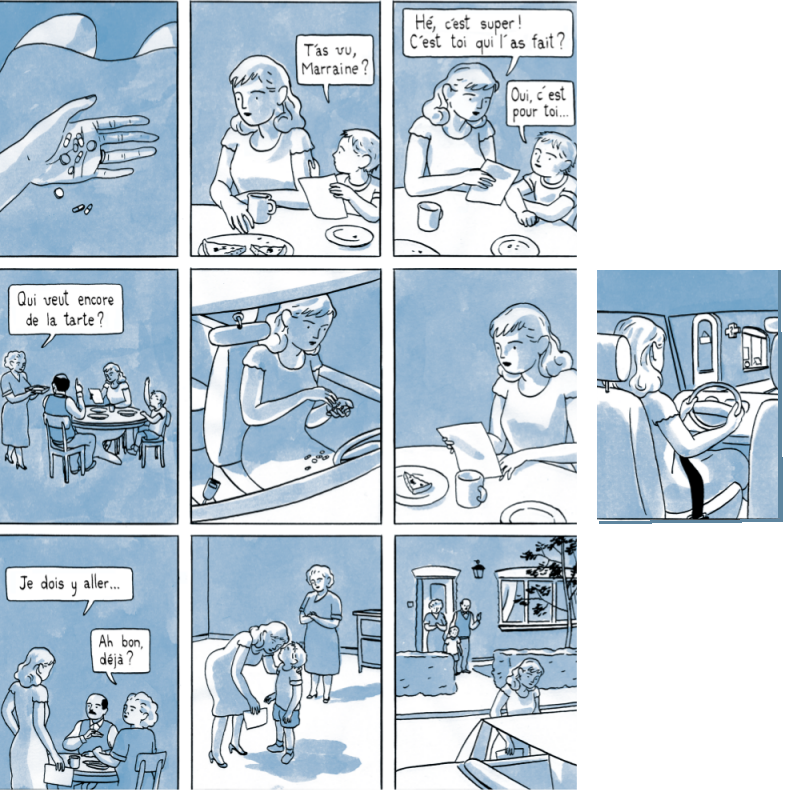 T'as vu,
Marraine ?
Hé, c'est super !
C'est toi qui l'as fait ?
Oui, c'est
pour toi...
Qui veut encore
de la tarte ?
Je dois y aller...
Ah bon,
déjà ?